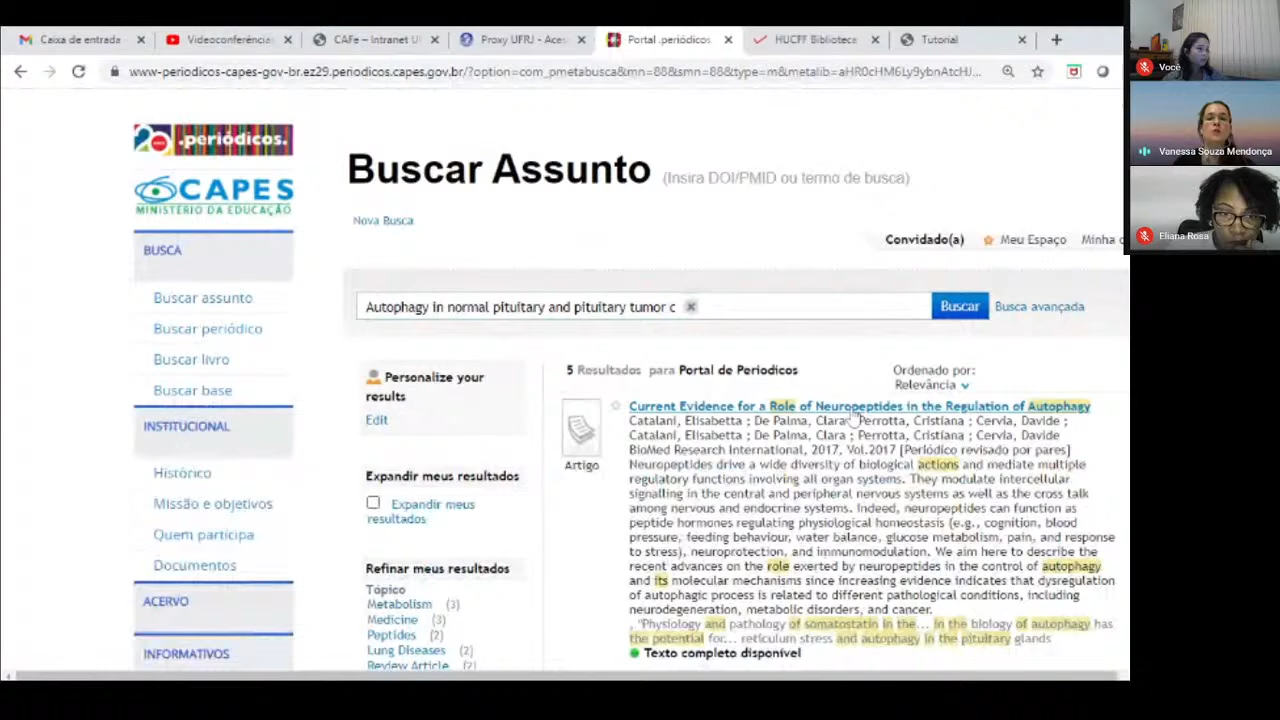 Caixa de entrada
Videoconferência
CAFe – Intranet U
Proxy UFRJ - Aces
Portal .periódicos.
HUCFF Biblioteca
Tutorial
www-periodicos-capes-gov-br.ez29.periodicos.capes.gov.br/?option=com_pmetabusca&mn=88&smn=88&type=m&metalib=aHR0cHM6Ly9ybnAtcHJ...
Você
Vanessa Souza Mendonça
Eliana Rosa
20 .periódicos.
CAPES
MINISTÉRIO DA EDUCAÇÃO
BUSCA
Buscar assunto
Buscar periódico
Buscar livro
Buscar base
INSTITUCIONAL
Histórico
Missão e objetivos
Quem participa
Documentos
ACERVO
INFORMATIVOS
Buscar Assunto (Insira DOI/PMID ou termo de busca)
Nova Busca
Convidado(a) Meu Espaço Minha
Autophagy in normal pituitary and pituitary tumor c
Buscar Busca avançada
Personalize your
results
Edit
Expandir meus resultados
Expandir meus
resultados
Refinar meus resultados
Tópico
Metabolism (3)
Medicine (3)
Peptides (2)
Lung Diseases (2)
Review Article (2)
5 Resultados para Portal de Periodicos
Ordenado por:
Relevância
Artigo
Current Evidence for a Role of Neuropeptides in the Regulation of Autophagy
Catalani, Elisabetta ; De Palma, Clara ; Perrotta, Cristiana ; Cervia, Davide ;
Catalani, Elisabetta ; De Palma, Clara ; Perrotta, Cristiana ; Cervia, Davide
BioMed Research International, 2017, Vol.2017 [Periódico revisado por pares]
Neuropeptides drive a wide diversity of biological actions and mediate multiple
regulatory functions involving all organ systems. They modulate intercellular
signalling in the central and peripheral nervous systems as well as the cross talk
among nervous and endocrine systems. Indeed, neuropeptides can function as
peptide hormones regulating physiological homeostasis (e.g., cognition, blood
pressure, feeding behaviour, water balance, glucose metabolism, pain, and response
to stress), neuroprotection, and immunomodulation. We aim here to describe the
recent advances on the role exerted by neuropeptides in the control of autophagy
and its molecular mechanisms since increasing evidence indicates that dysregulation
of autophagic process is related to different pathological conditions, including
neurodegeneration, metabolic disorders, and cancer.
, "Physiology and pathology of somatostatin in the... in the biology of autophagy has
the potential for... reticulum stress and autophagy in the pituitary glands
Texto completo disponível